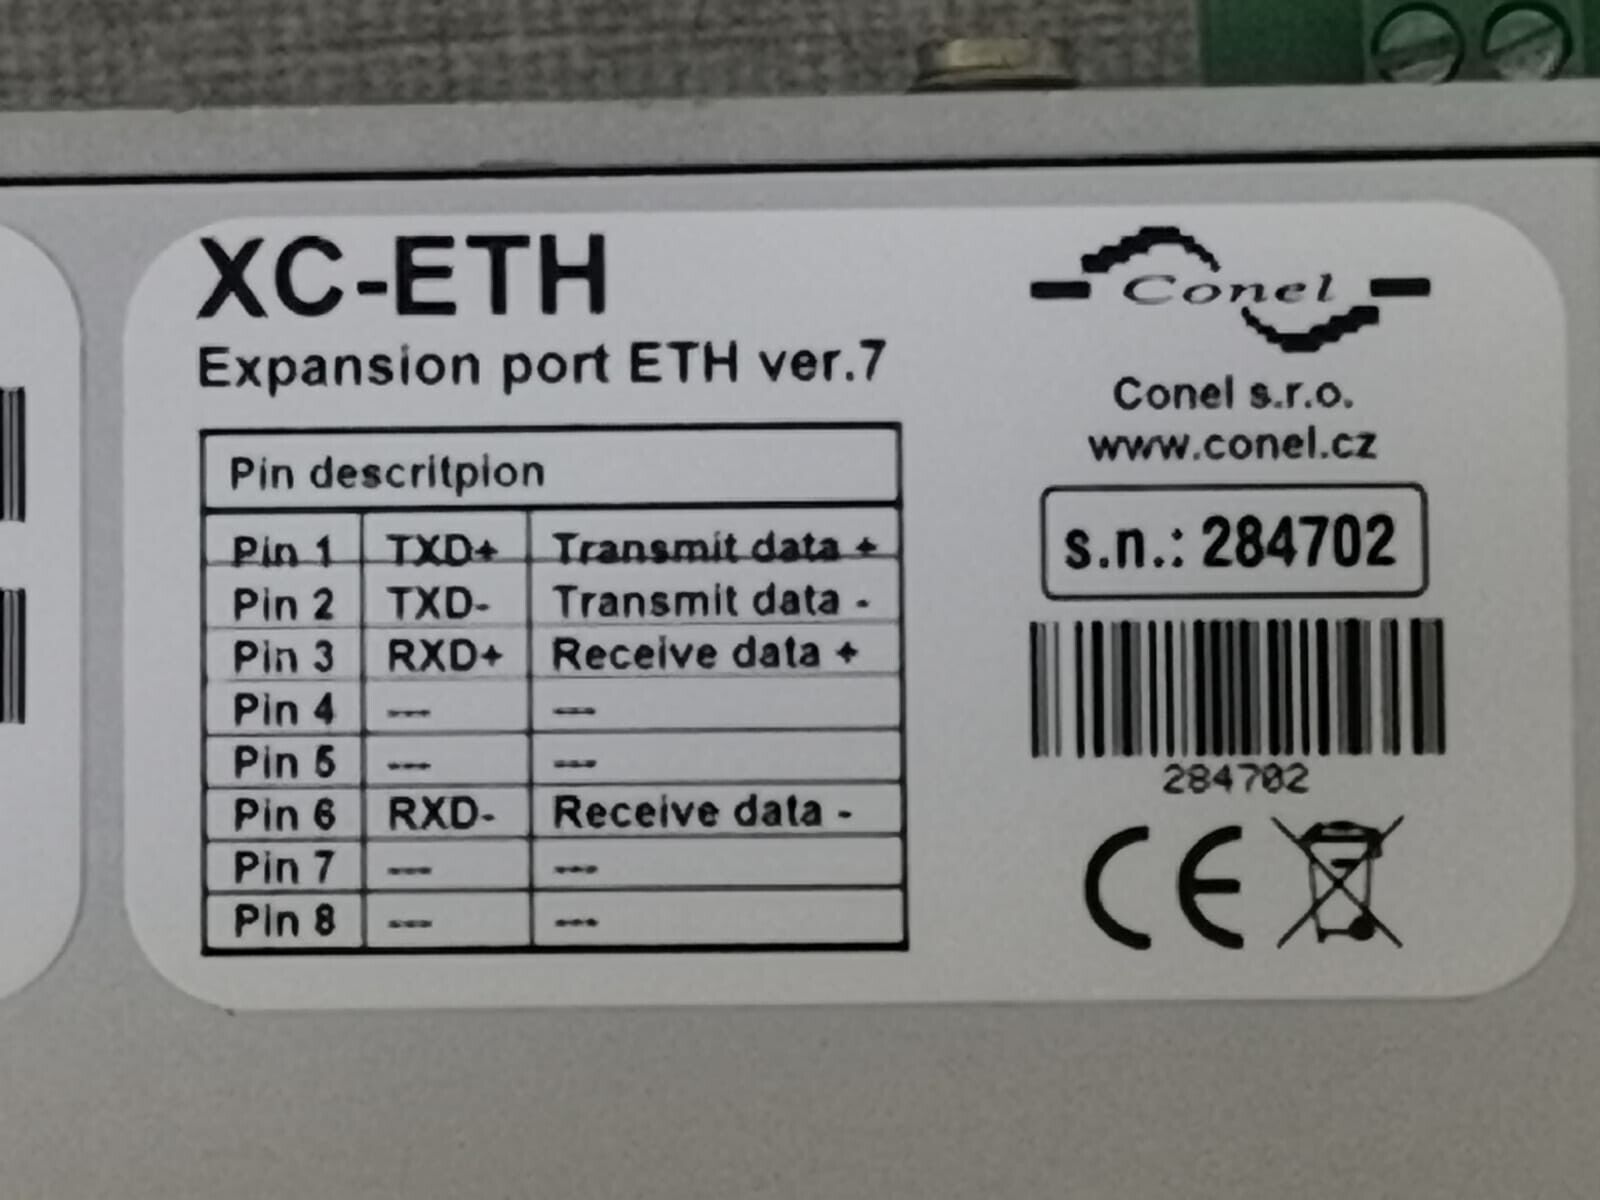 XC-ETH
Expansion port ETH ver.7
Pin descritpion
Pin 1 TXD+ Transmit data +
Pin 2 TXD- Transmit data -
Pin 3 RXD+ Receive data +
Pin 4 --- ---
Pin 5 --- ---
Pin 6 RXD- Receive data -
Pin 7 --- ---
Pin 8 --- ---
Conel
Conel s.r.o.
www.conel.cz
s.n.: 284702
284702
CE